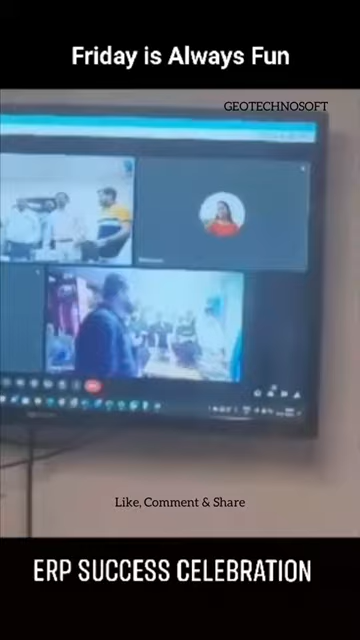 Friday is Always Fun
GEOTECHNOSOFT
Like, Comment & Share
ERP SUCCESS CELEBRATION